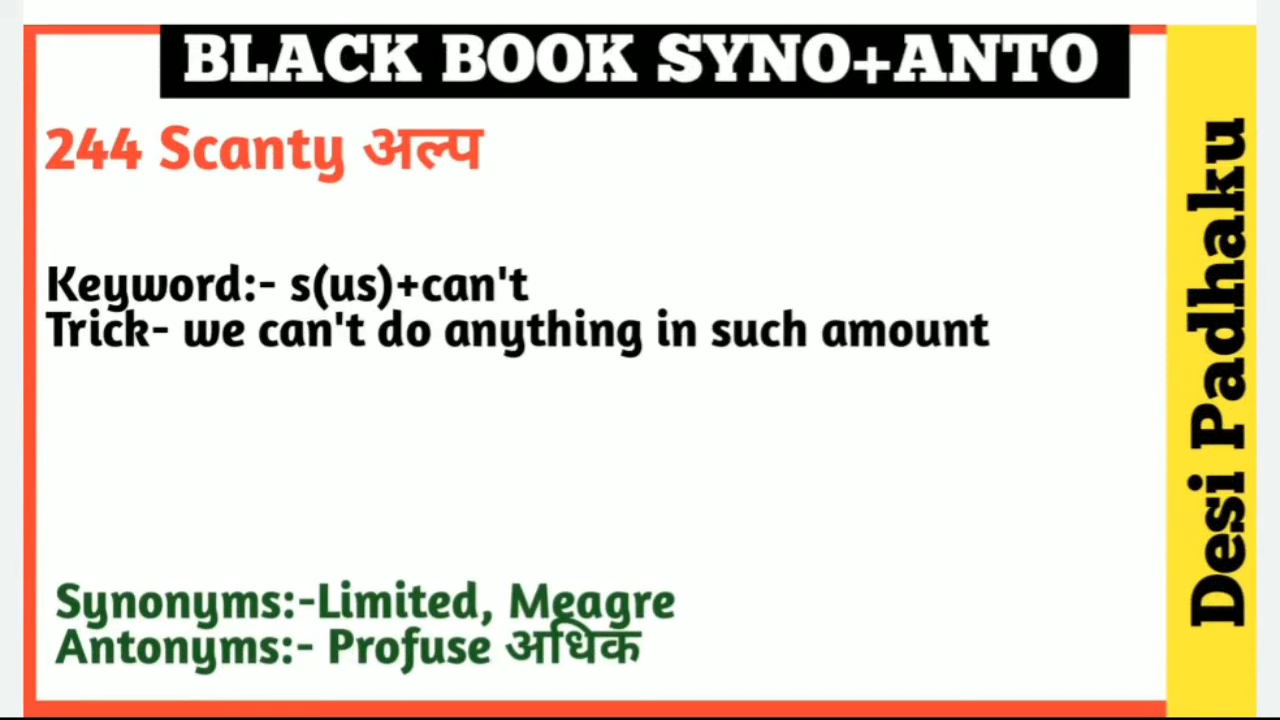 BLACK BOOK SYNO+ANTO
244 Scanty अल्प
Keyword:- s(us)+can't
Trick- we can't do anything in such amount
Synonyms:-Limited, Meagre
Antonyms:- Profuse अधिक
Desi Padhaku